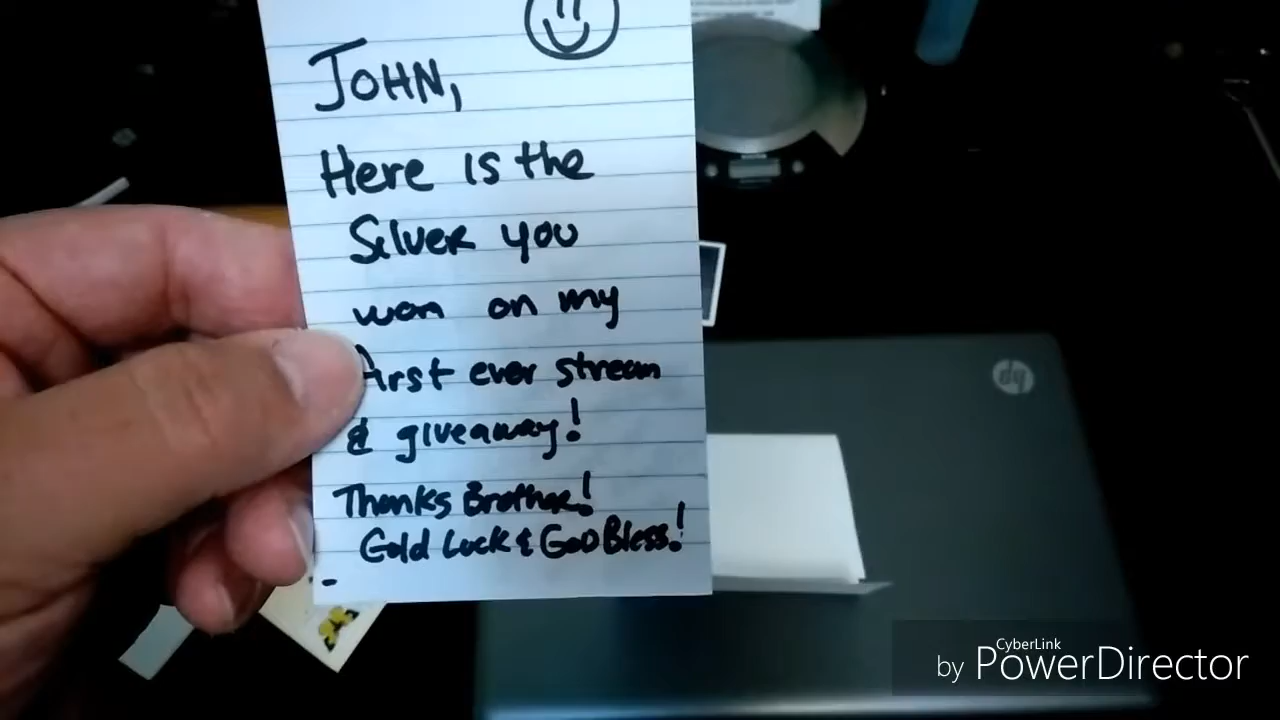 JOHN,
Here is the
Silver you
won on my
first ever stream
& giveaway!
Thanks Brother!
Gold Luck & God Bless!
hp
CyberLink
by PowerDirector